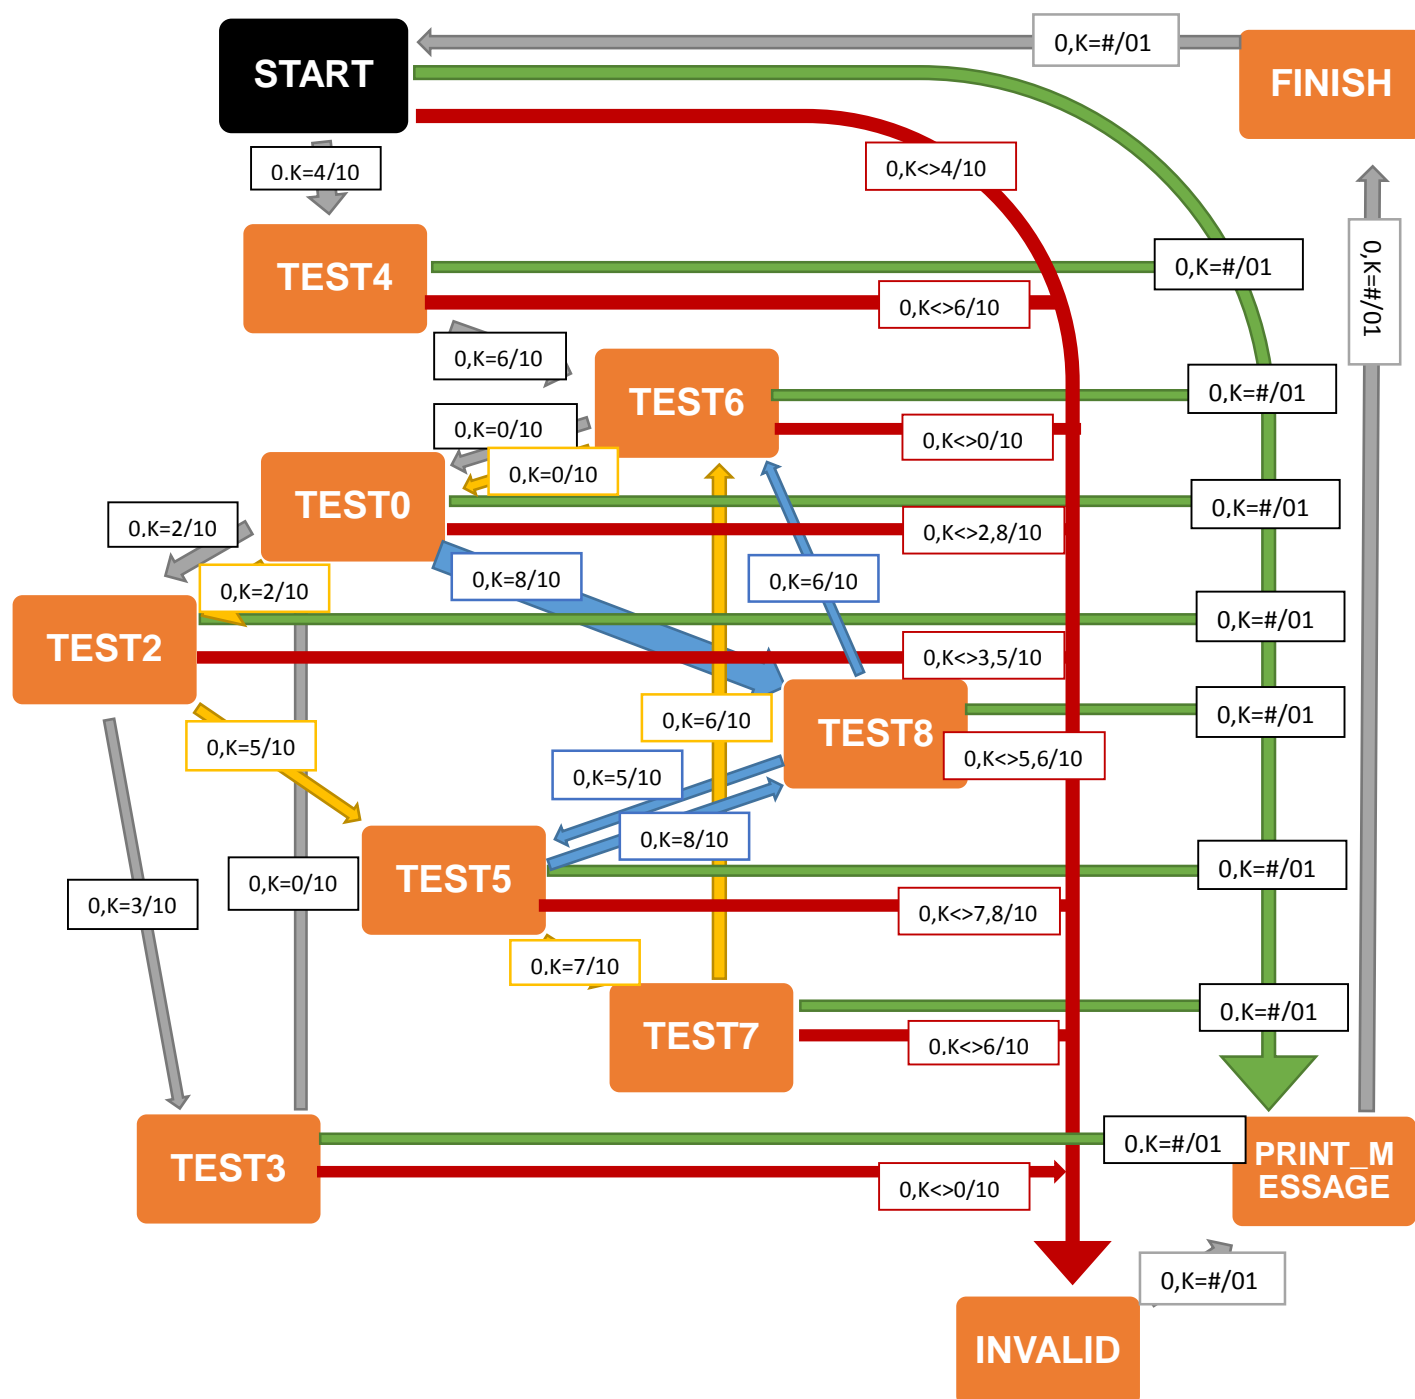 START
0,K=#/01
FINISH
0.K=4/10
0,K<>4/10
TEST4
0,K=#/01
0,K<>6/10
0,K=#/01
0,K=6/10
TEST6
0,K=#/01
0,K=0/10
0,K<>0/10
0,K=0/10
TEST0
0,K=#/01
0,K=2/10
0,K<>2,8/10
0,K=8/10
0,K=6/10
0,K=2/10
TEST2
0,K=#/01
0,K<>3,5/10
0,K=6/10
TEST8
0,K=#/01
0,K=5/10
0,K<>5,6/10
0,K=5/10
0,K=8/10
0,K=#/01
TEST5
0,K=0/10
0,K=3/10
0,K<>7,8/10
0,K=7/10
TEST7
0,K=#/01
0,K<>6/10
TEST3
0,K=#/01
0,K<>0/10
PRINT_M
ESSAGE
0,K=#/01
INVALID